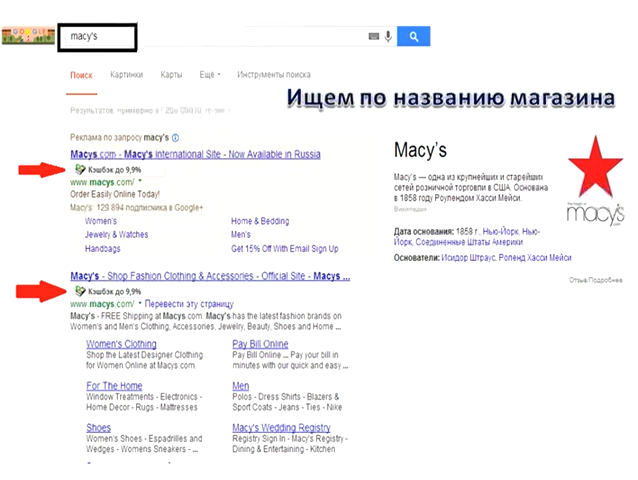 macy's
Поиск Картинки Карты Ещё Инструменты поиска
Ищем по названию магазина
Результатов, примерно
Реклама по запросу macy's
Macys.com - Macy's International Site - Now Available in Russia
Кэшбэк до 9,9%
www.macys.com/
Order Easily Online Today!
Macy's: 129 894 подписчика в Google+
Women's Home & Bedding
Jewelry & Watches Men's
Handbags Get 15% Off With Email Sign Up
Macy's - Shop Fashion Clothing & Accessories - Official Site - Macys ...
Кэшбэк до 9,9%
www.macys.com/ Перевести эту страницу
Macy's - FREE Shipping at Macys.com. Macy's has the latest fashion brands on
Women's and Men's Clothing, Accessories, Jewelry, Beauty, Shoes and Home ...
Women's Clothing
Shop the Latest Designer Clothing
for Women Online at Macys.com.
Pay Bill Online
Pay Bill Online ... Pay your bill in
minutes with our quick and easy ...
For The Home
Window Treatments - Electronics -
Home Decor - Rugs - Mattresses
Men
Polos - Dress Shirts - Blazers &
Sport Coats - Jeans - Ties - Nike
Shoes
Women's Shoes - Espadrilles and
Wedges - Womens Sneakers - ...
Macy's Wedding Registry
Registry Sign In - Macy's Registry -
Dining & Entertaining - Kitchen
Macy's
Macy's — одна из крупнейших и старейших
сетей розничной торговли в США. Основана
в 1858 году Роулендом Хасси Мейси.
Википедия
Дата основания: 1858 г., Нью-Йорк, Нью-
Йорк, Соединенные Штаты Америки
Основатели: Исидор Штраус, Роленд Хасси Мейси
macy's
.com
Отзыв/Подробнее